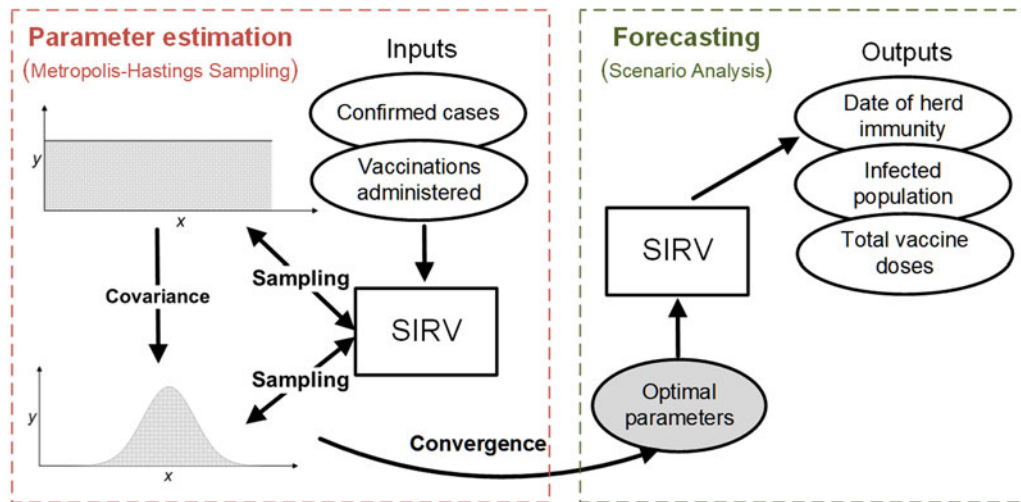 Parameter estimation
(Metropolis-Hastings Sampling)
Inputs
Confirmed cases
Vaccinations
administered
y
x
Covariance
Sampling
SIRV
Sampling
y
x
Convergence
Forecasting
(Scenario Analysis)
Outputs
Date of herd
immunity
Infected
population
Total vaccine
doses
SIRV
Optimal
parameters